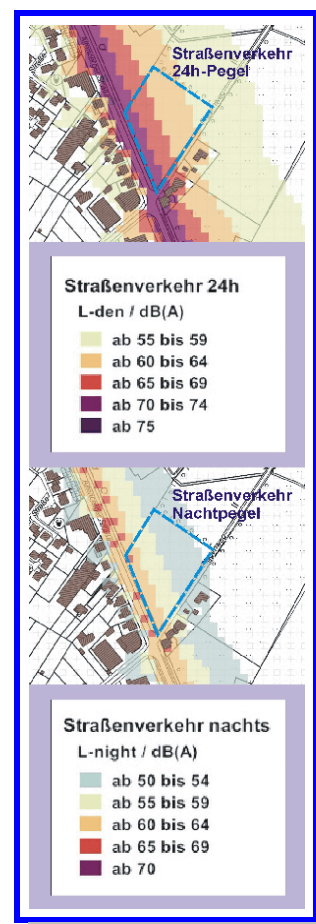 Straßenverkehr
24h-Pegel
Straßenverkehr 24h
L-den / dB(A)
ab 55 bis 59
ab 60 bis 64
ab 65 bis 69
ab 70 bis 74
ab 75
Straßenverkehr
Nachtpegel
Straßenverkehr nachts
L-night / dB(A)
ab 50 bis 54
ab 55 bis 59
ab 60 bis 64
ab 65 bis 69
ab 70